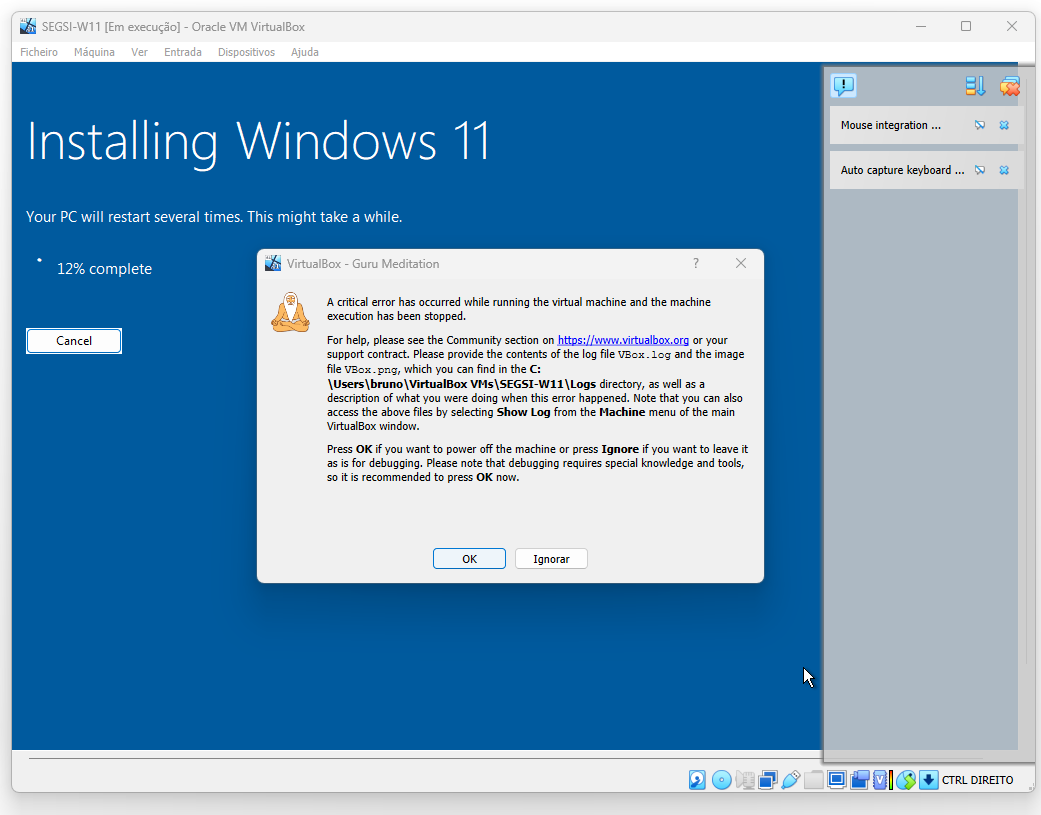 SEGSI-W11 [Em execução] - Oracle VM VirtualBox
Ficheiro Máquina Ver Entrada Dispositivos Ajuda
Installing Windows 11
Your PC will restart several times. This might take a while.
12% complete
Cancel
Mouse integration ...
Auto capture keyboard ...
VirtualBox - Guru Meditation
?
A critical error has occurred while running the virtual machine and the machine
execution has been stopped.
For help, please see the Community section on https://www.virtualbox.org or your
support contract. Please provide the contents of the log file VBox.log and the image
file VBox.png, which you can find in the C:
\Users\bruno\VirtualBox VMs\SEGSI-W11\Logs directory, as well as a
description of what you were doing when this error happened. Note that you can also
access the above files by selecting Show Log from the Machine menu of the main
VirtualBox window.
Press OK if you want to power off the machine or press Ignore if you want to leave it
as is for debugging. Please note that debugging requires special knowledge and tools,
so it is recommended to press OK now.
OK Ignorar
CTRL DIREITO